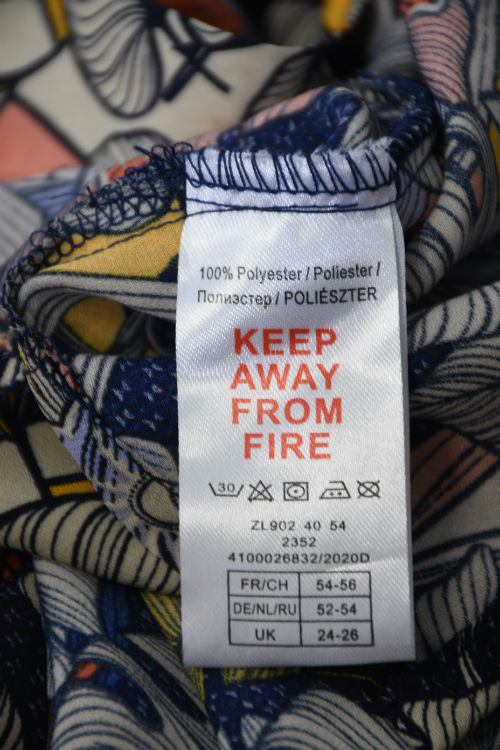 100% Polyester / Poliester /
Полиэстер / POLIÉSZTER
KEEP
AWAY
FROM
FIRE
30
ZL902 40 54
2352
4100026832/2020D
FR/CH 54-56
DE/NL/RU 52-54
UK 24-26